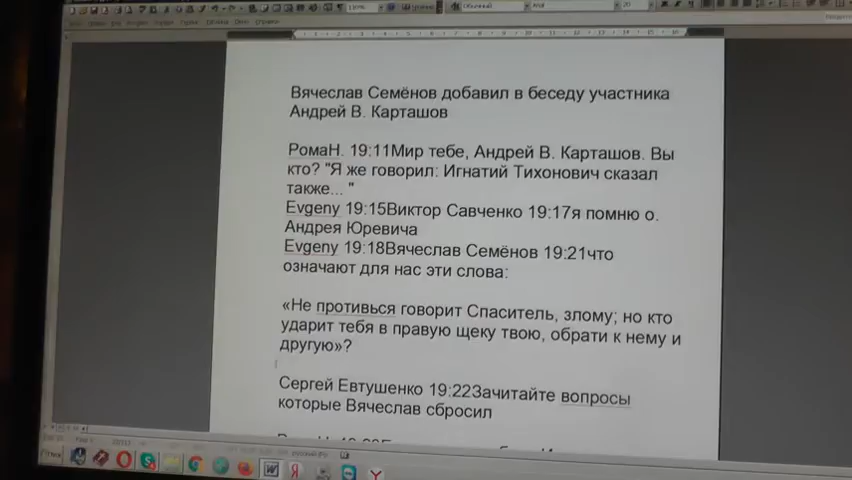 Вячеслав Семёнов добавил в беседу участника
Андрей В. Карташов
РомаН. 19:11Мир тебе, Андрей В. Карташов. Вы
кто? "Я же говорил: Игнатий Тихонович сказал
также... "
Evgeny 19:15Виктор Савченко 19:17я помню о.
Андрея Юревича
Evgeny 19:18Вячеслав Семёнов 19:21что
означают для нас эти слова:
«Не противься говорит Спаситель, злому; но кто
ударит тебя в правую щеку твою, обрати к нему и
другую»?
Сергей Евтушенко 19:22Зачитайте вопросы
которые Вячеслав сбросил